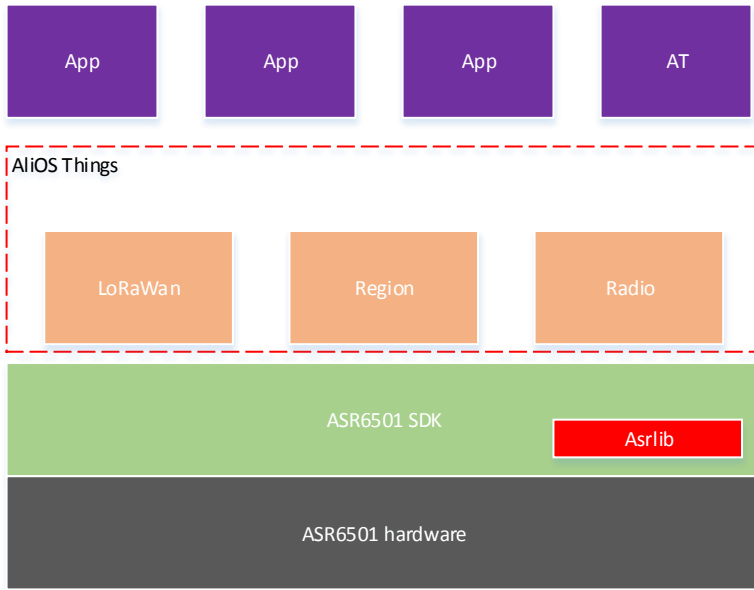 App
App
App
AT
AliOS Things
LoRaWan
Region
Radio
ASR6501 SDK
Asrlib
ASR6501 hardware